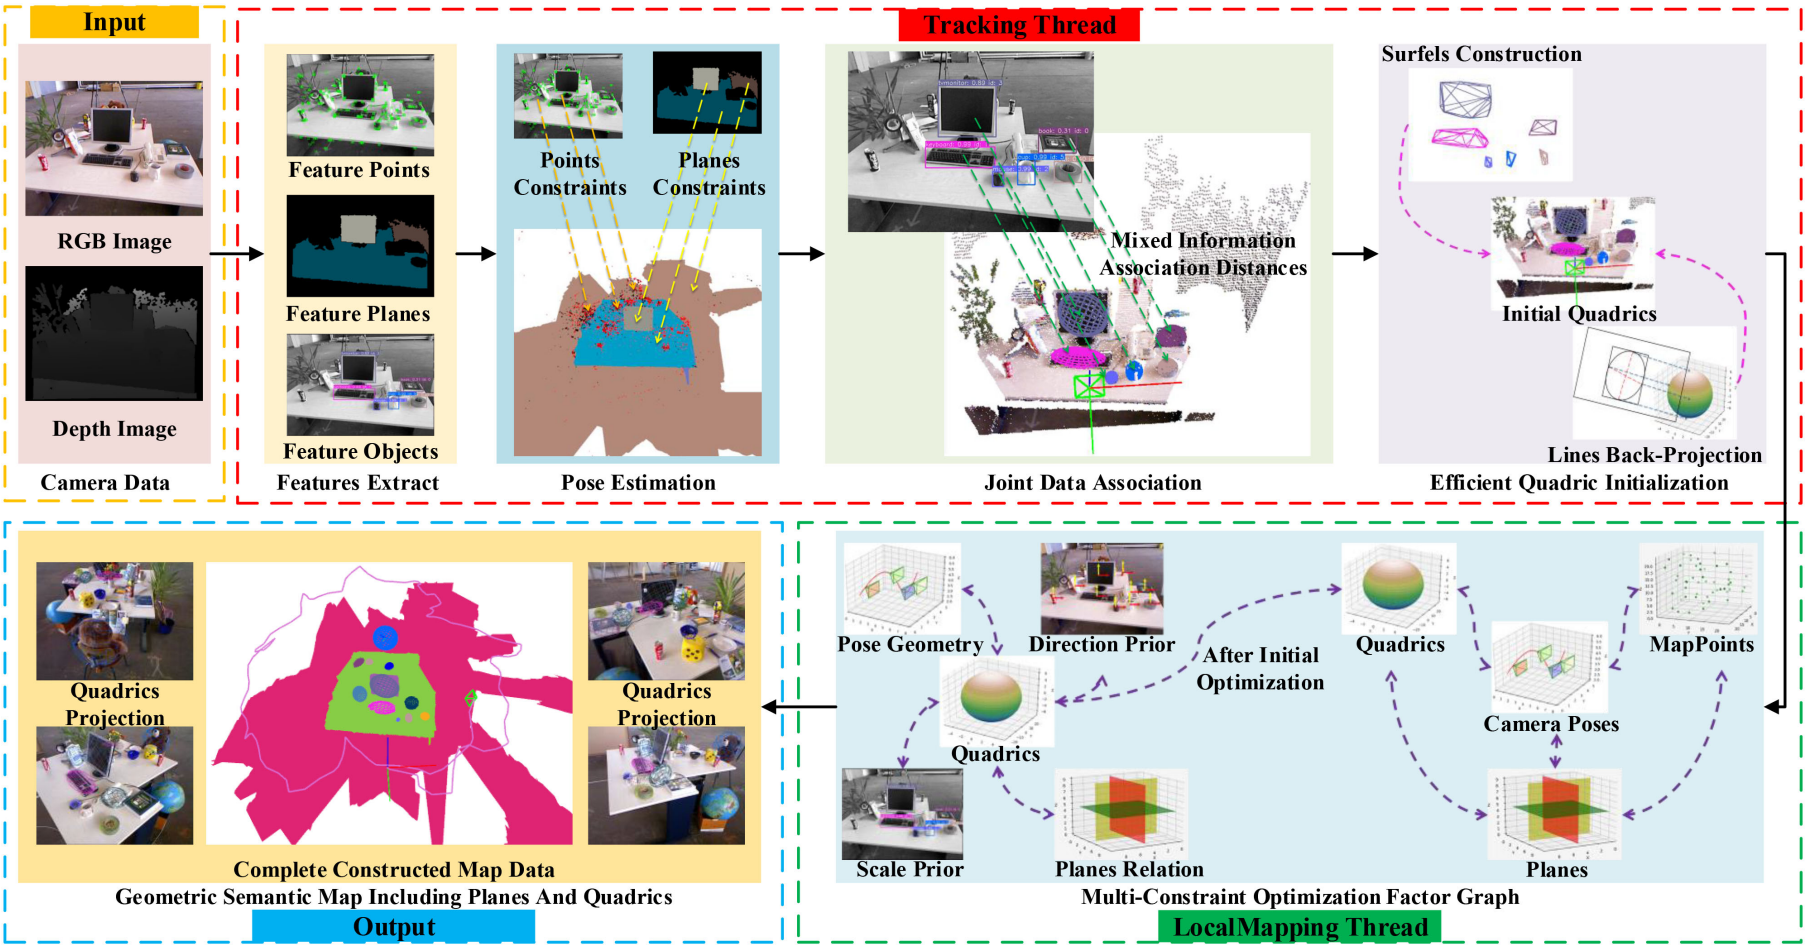 Input
Tracking Thread
RGB Image
Depth Image
Camera Data
Feature Points
Feature Planes
Feature Objects
Features Extract
Points
Constraints
Planes
Constraints
Pose Estimation
Mixed Information
Association Distances
Joint Data Association
Surfels Construction
Initial Quadrics
Lines Back-Projection
Efficient Quadric Initialization
Quadrics
Projection
Quadrics
Projection
Complete Constructed Map Data
Geometric Semantic Map Including Planes And Quadrics
Output
Pose Geometry
Direction Prior
Quadrics
Scale Prior
Planes Relation
After Initial
Optimization
Quadrics
MapPoints
Camera Poses
Planes
Multi-Constraint Optimization Factor Graph
LocalMapping Thread